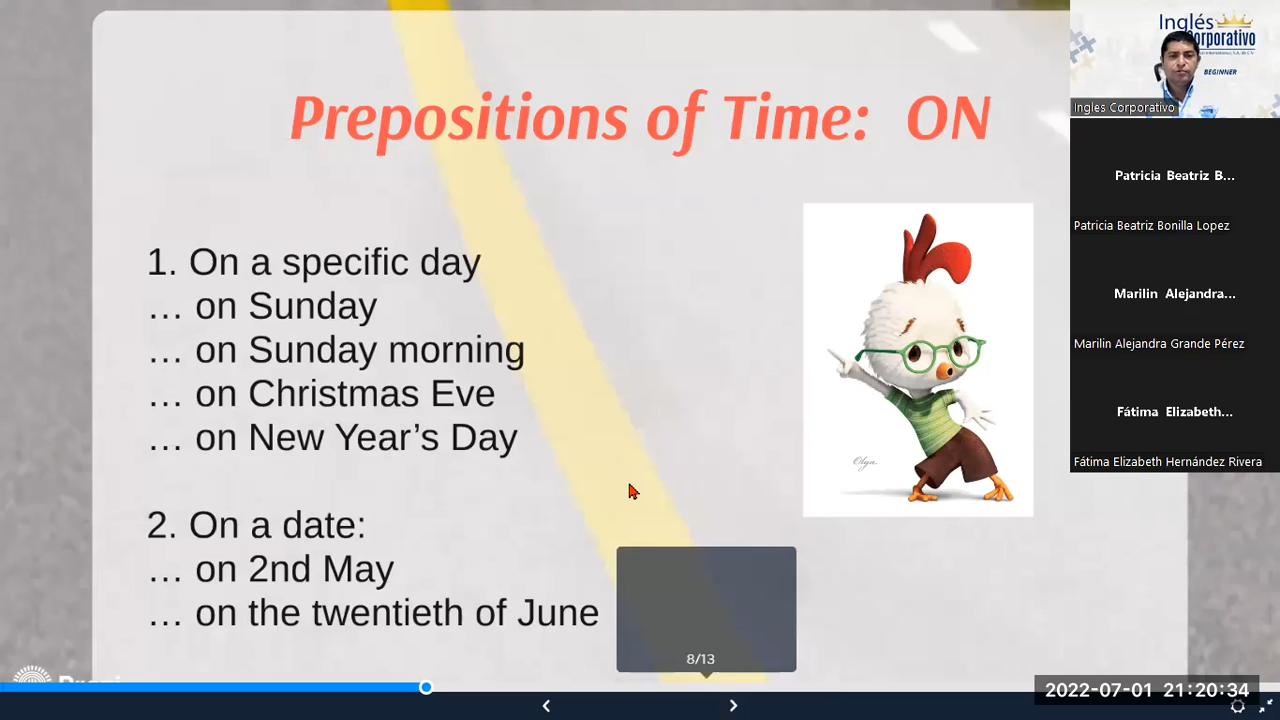 Prepositions of Time: ON
1. On a specific day
… on Sunday
… on Sunday morning
… on Christmas Eve
… on New Year’s Day
2. On a date:
… on 2nd May
… on the twentieth of June
Olga
8/13
Prezi
Inglés
Corporativo
BEGINNER
Ingles Corporativo
Patricia Beatriz B...
Patricia Beatriz Bonilla Lopez
Marilin Alejandra...
Marilin Alejandra Grande Pérez
Fátima Elizabeth...
Fátima Elizabeth Hernández Rivera
2022-07-01 21:20:34